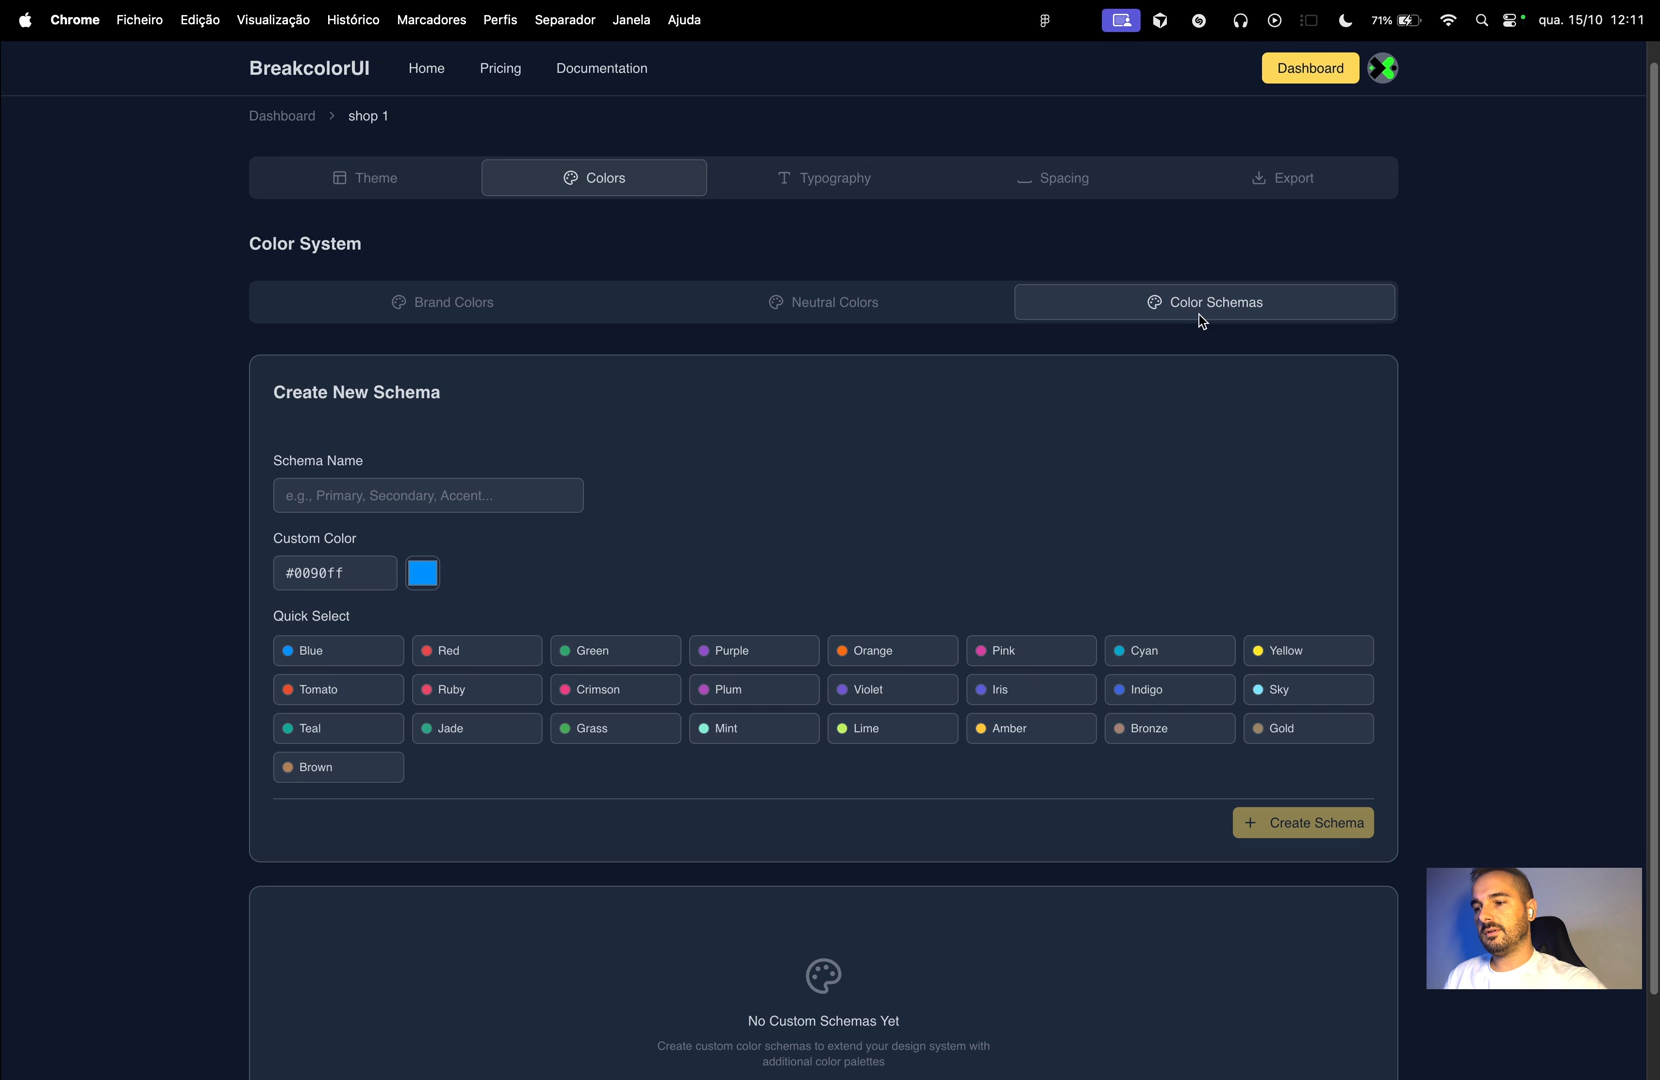 Chrome Ficheiro Edição Visualização Histórico Marcadores Perfis Separador Janela Ajuda 71% qua. 15/10 12:11
BreakcolorUI Home Pricing Documentation Dashboard
Dashboard > shop 1
Theme Colors Typography Spacing Export
Color System
Brand Colors Neutral Colors Color Schemas
Create New Schema
Schema Name
e.g., Primary, Secondary, Accent...
Custom Color
#0090ff
Quick Select
Blue Red Green Purple Orange Pink Cyan Yellow
Tomato Ruby Crimson Plum Violet Iris Indigo Sky
Teal Jade Grass Mint Lime Amber Bronze Gold
Brown
+ Create Schema
No Custom Schemas Yet
Create custom color schemas to extend your design system with
additional color palettes